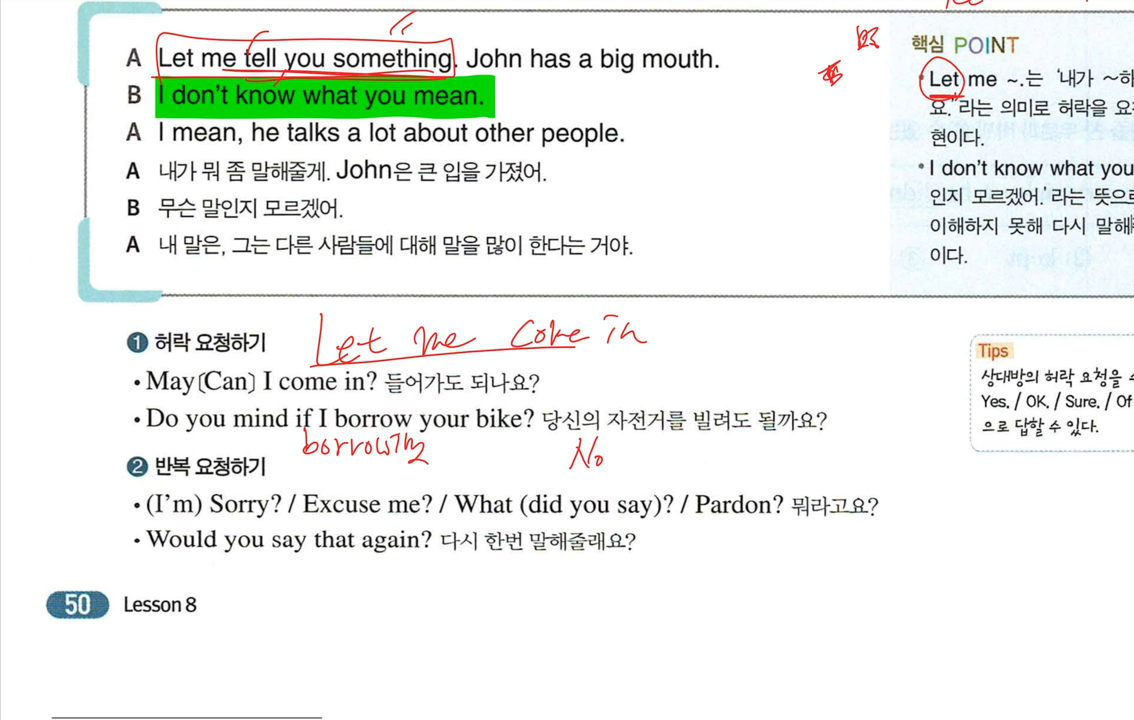 A Let me tell you something. John has a big mouth.
B I don't know what you mean.
A I mean, he talks a lot about other people.
A 내가 뭐 좀 말해줄게. John은 큰 입을 가졌어.
B 무슨 말인지 모르겠어.
A 내 말은, 그는 다른 사람들에 대해 말을 많이 한다는 거야.
핵심 POINT
• Let me ~.는 '내가 ~하
요.'라는 의미로 허락을 요
현이다.
• I don't know what you
인지 모르겠어.'라는 뜻으로
이해하지 못해 다시 말해
이다.
❶ 허락 요청하기 Let me come in
• May(Can) I come in? 들어가도 되나요?
• Do you mind if I borrow your bike? 당신의 자전거를 빌려도 될까요?
borrowing No
❷ 반복 요청하기
• (I'm) Sorry? / Excuse me? / What (did you say)? / Pardon? 뭐라고요?
• Would you say that again? 다시 한번 말해줄래요?
Tips
상대방의 허락 요청을
Yes. / OK. / Sure. / Of
으로 답할 수 있다.
50 Lesson 8